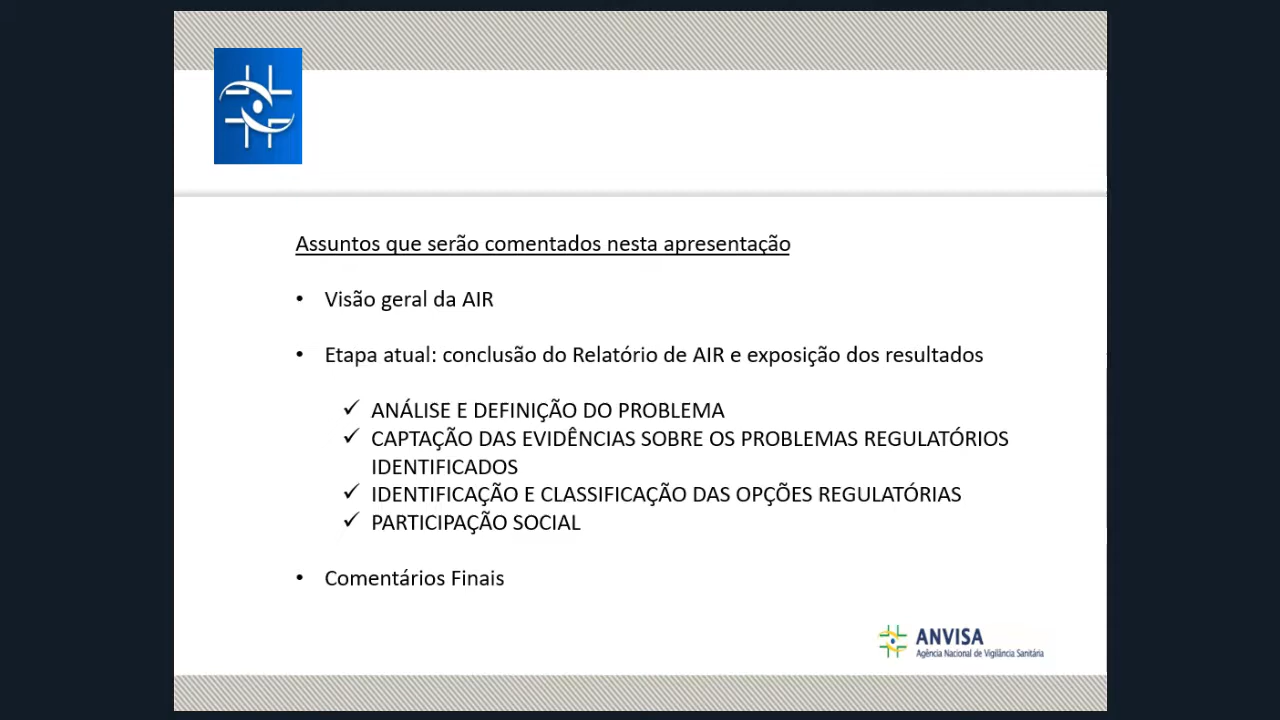 Assuntos que serão comentados nesta apresentação
• Visão geral da AIR
• Etapa atual: conclusão do Relatório de AIR e exposição dos resultados
✓ ANÁLISE E DEFINIÇÃO DO PROBLEMA
✓ CAPTAÇÃO DAS EVIDÊNCIAS SOBRE OS PROBLEMAS REGULATÓRIOS
IDENTIFICADOS
✓ IDENTIFICAÇÃO E CLASSIFICAÇÃO DAS OPÇÕES REGULATÓRIAS
✓ PARTICIPAÇÃO SOCIAL
• Comentários Finais
ANVISA
Agência Nacional de Vigilância Sanitária